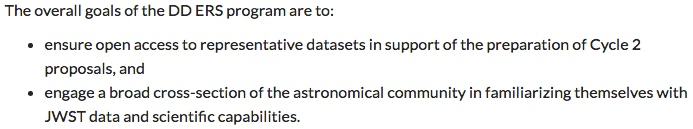 The overall goals of the DD ERS program are to:
• ensure open access to representative datasets in support of the preparation of Cycle 2
proposals, and
• engage a broad cross-section of the astronomical community in familiarizing themselves with
JWST data and scientific capabilities.